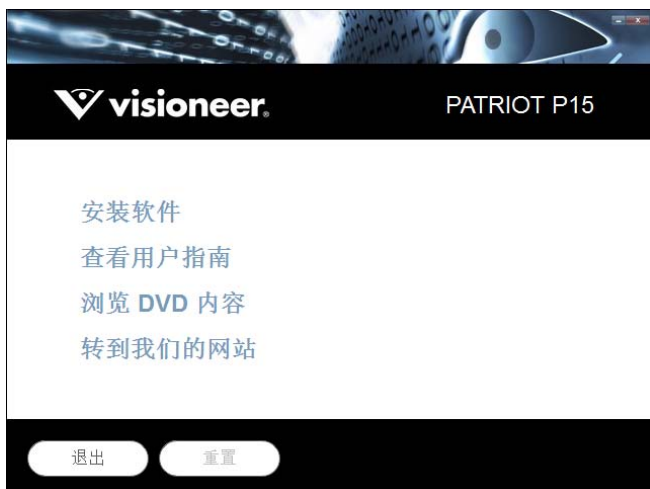 visioneer®
PATRIOT P15
安装软件
查看用户指南
浏览 DVD 内容
转到我们的网站
退出
重置